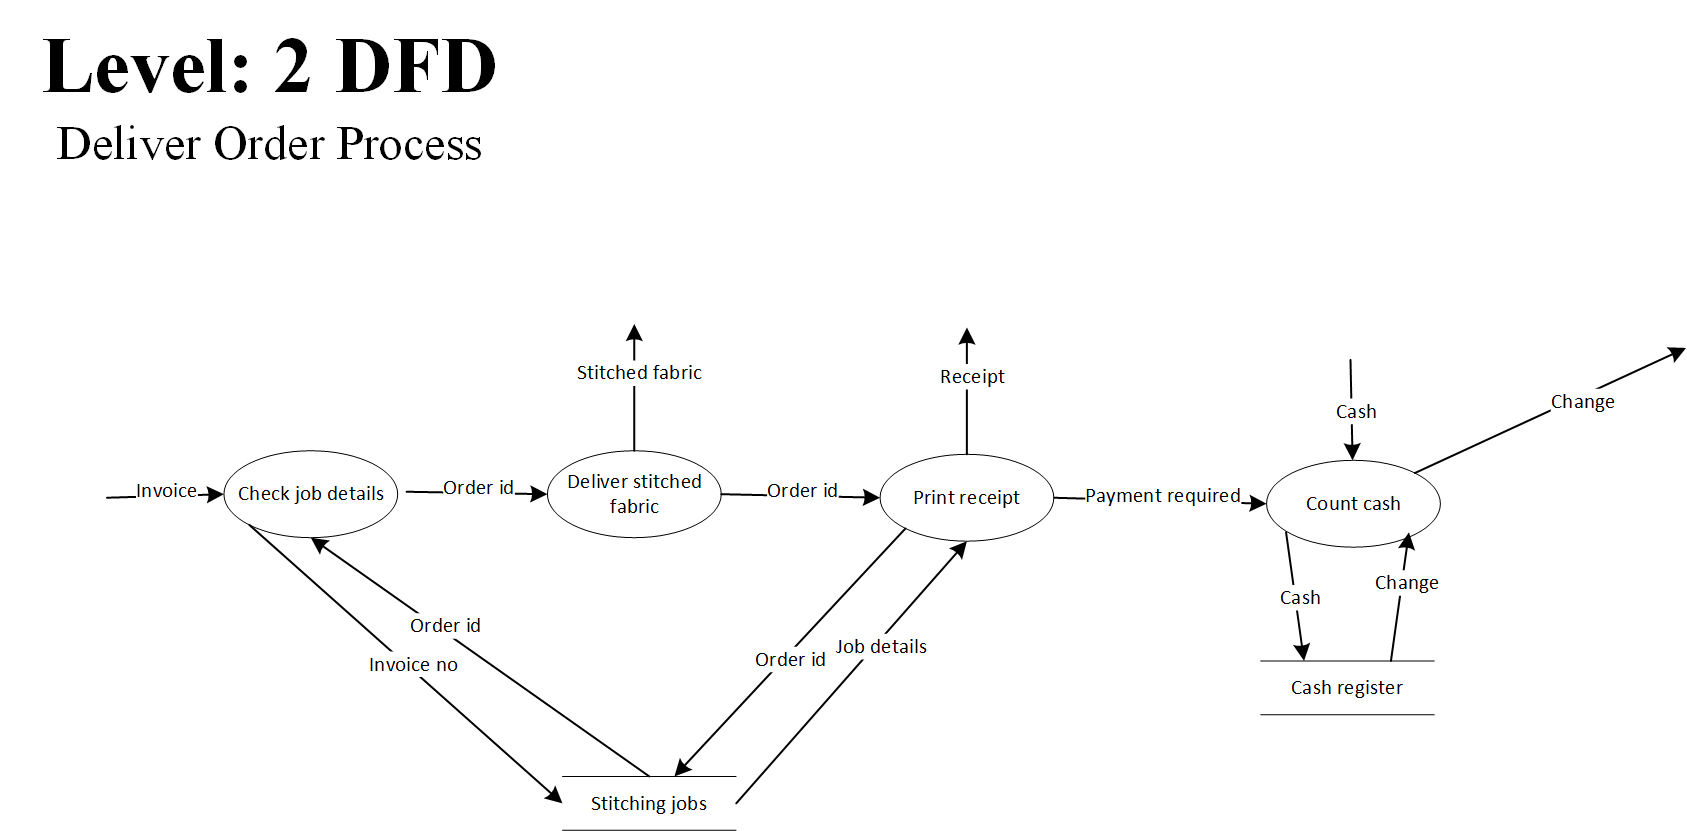 Level: 2 DFD
Deliver Order Process
Stitched fabric
Receipt
Cash
Change
Invoice
Check job details
Order id
Deliver stitched
fabric
Order id
Print receipt
Payment required
Count cash
Order id
Invoice no
Order id
Job details
Cash
Change
Cash register
Stitching jobs